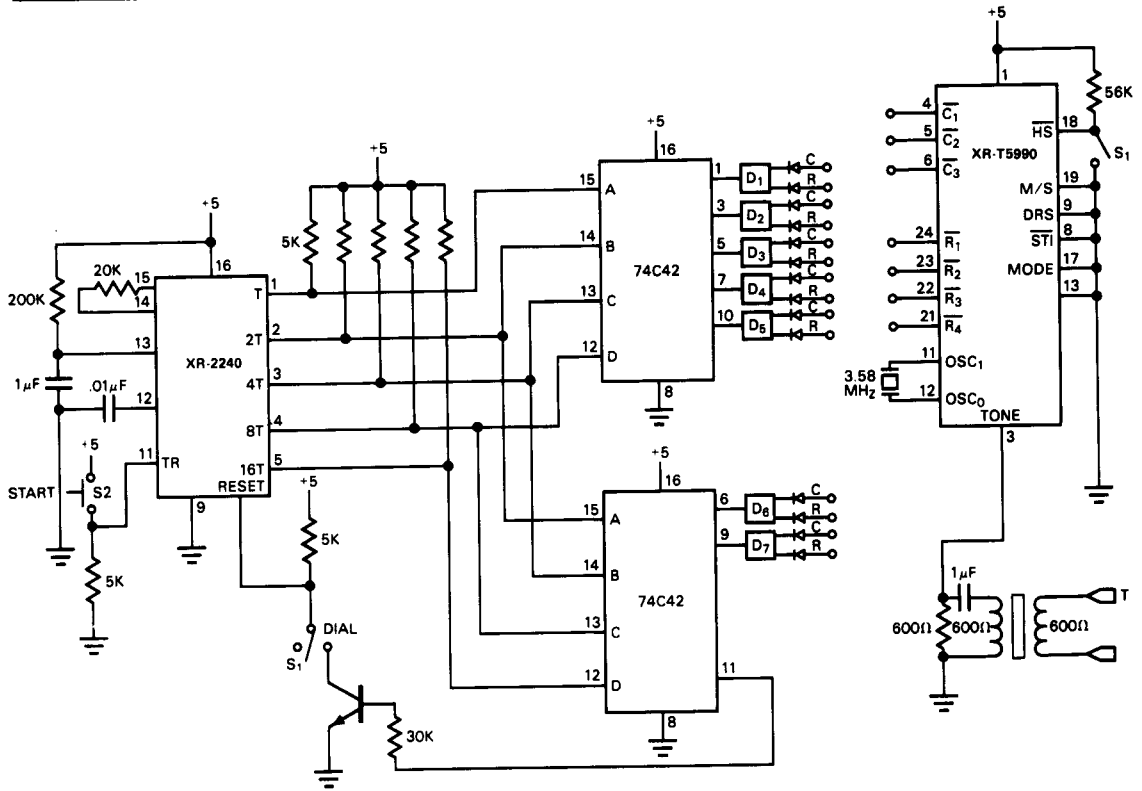 +5
+5
+5
16
200K
20K
15
14
13
1μF
.01μF
12
+5
11
TR
START
S2
5K
XR-2240
T
1
2T
2
4T
3
8T
4
16T
5
RESET
9
5K
+5
5K
DIAL
S1
30K
+5
16
15
A
14
B
13
C
12
D
74C42
8
1
D1
C
R
3
D2
C
R
5
D3
C
R
7
D4
C
R
10
D5
C
R
+5
16
15
A
14
B
13
C
12
D
74C42
8
6
D6
C
R
9
D7
C
R
11
1
56K
4
C1
5
C2
6
C3
24
R1
23
R2
22
R3
21
R4
11
OSC1
12
OSC0
3.58
MHz
XR-T5990
HS
18
S1
M/S
19
DRS
9
STI
8
MODE
17
13
TONE
3
1μF
600Ω
600Ω
600Ω
T